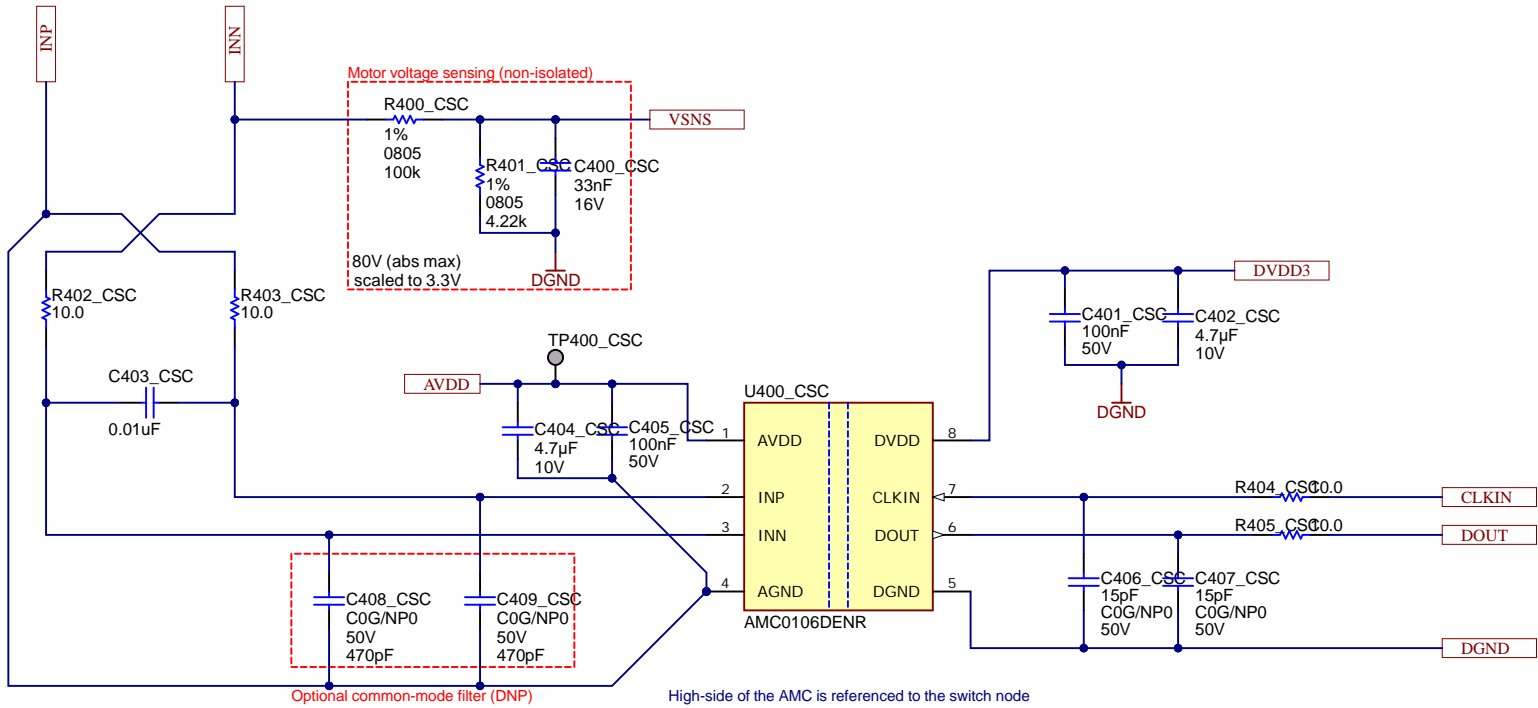 INP
INN
Motor voltage sensing (non-isolated)
R400_CSC
1%
0805
100k
VSNS
R401_CSC
1%
0805
4.22k
C400_CSC
33nF
16V
80V (abs max)
scaled to 3.3V
DGND
R402_CSC
10.0
R403_CSC
10.0
C403_CSC
0.01uF
DVDD3
C401_CSC
100nF
50V
C402_CSC
4.7µF
10V
DGND
TP400_CSC
AVDD
C404_CSC
4.7µF
10V
C405_CSC
100nF
50V
U400_CSC
1
AVDD
DVDD
8
2
INP
CLKIN
7
3
INN
DOUT
6
4
AGND
DGND
5
AMC0106DENR
R404_CSC
10.0
CLKIN
R405_CSC
10.0
DOUT
C406_CSC
15pF
C0G/NP0
50V
C407_CSC
15pF
C0G/NP0
50V
DGND
C408_CSC
C0G/NP0
50V
470pF
C409_CSC
C0G/NP0
50V
470pF
Optional common-mode filter (DNP)
High-side of the AMC is referenced to the switch node